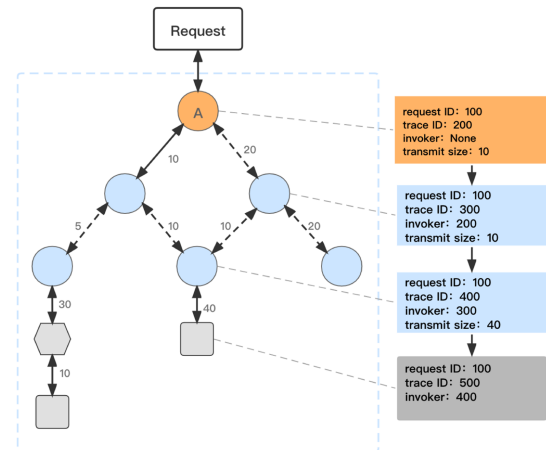 Request
A
10
20
5
10
10
20
30
40
10
request ID: 100
trace ID: 200
invoker: None
transmit size: 10
request ID: 100
trace ID: 300
invoker: 200
transmit size: 10
request ID: 100
trace ID: 400
invoker: 300
transmit size: 40
request ID: 100
trace ID: 500
invoker: 400